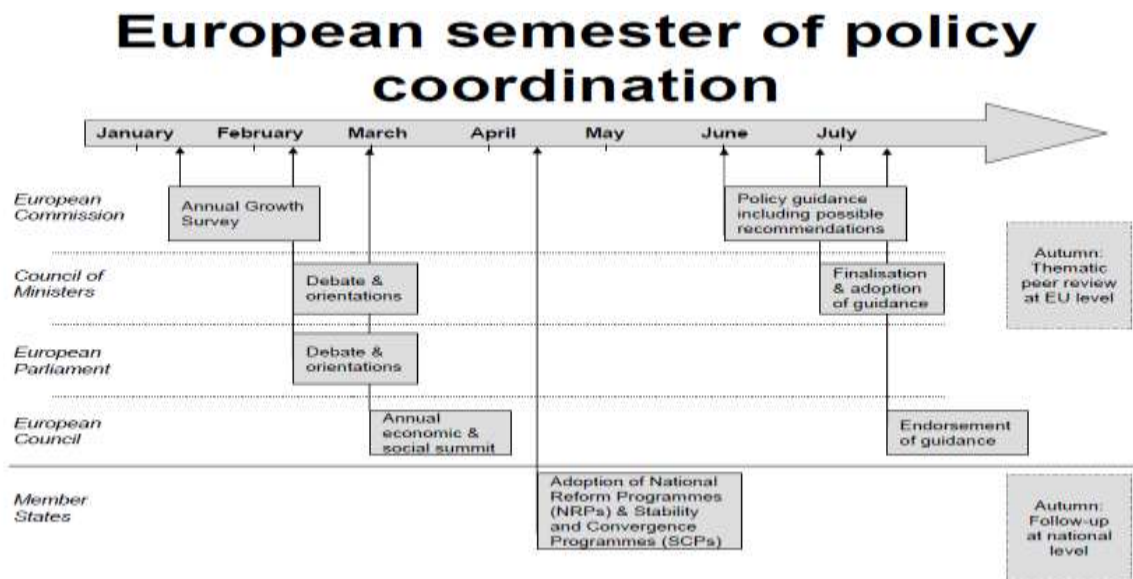 European semester of policy
coordination
January February March April May June July
European
Commission
Annual Growth
Survey
Policy guidance
including possible
recommendations
Council of
Ministers
Debate &
orientations
Finalisation
& adoption
of guidance
Autumn:
Thematic
peer review
at EU level
European
Parliament
Debate &
orientations
European
Council
Annual
economic &
social summit
Endorsement
of guidance
Member
States
Adoption of National
Reform Programmes
(NRPs) & Stability
and Convergence
Programmes (SCPs)
Autumn:
Follow-up
at national
level